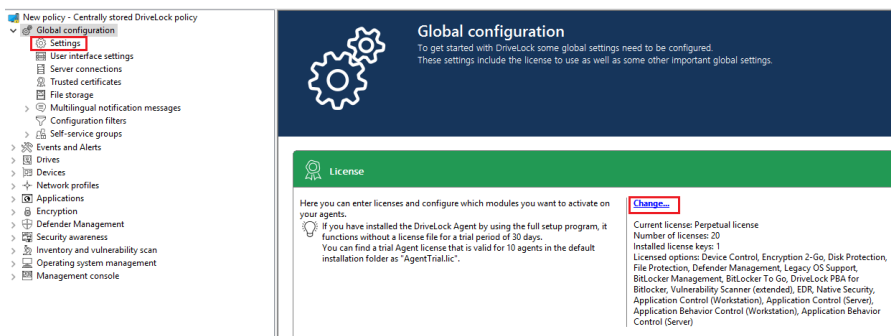 New policy - Centrally stored DriveLock policy
Global configuration
Settings
User interface settings
Server connections
Trusted certificates
File storage
Multilingual notification messages
Configuration filters
Self-service groups
Events and Alerts
Drives
Devices
Network profiles
Applications
Encryption
Defender Management
Security awareness
Inventory and vulnerability scan
Operating system management
Management console
Global configuration
To get started with DriveLock some global settings need to be configured.
These settings include the license to use as well as some other important global settings.
License
Here you can enter licenses and configure which modules you want to activate on
your agents.
If you have installed the DriveLock Agent by using the full setup program, it
functions without a license file for a trial period of 30 days.
You can find a trial Agent license that is valid for 10 agents in the default
installation folder as "AgentTrial.lic".
Change...
Current license: Perpetual license
Number of licenses: 20
Installed license keys: 1
Licensed options: Device Control, Encryption 2-Go, Disk Protection,
File Protection, Defender Management, Legacy OS Support,
BitLocker Management, BitLocker To Go, DriveLock PBA for
Bitlocker, Vulnerability Scanner (extended), EDR, Native Security,
Application Control (Workstation), Application Control (Server),
Application Behavior Control (Workstation), Application Behavior
Control (Server)